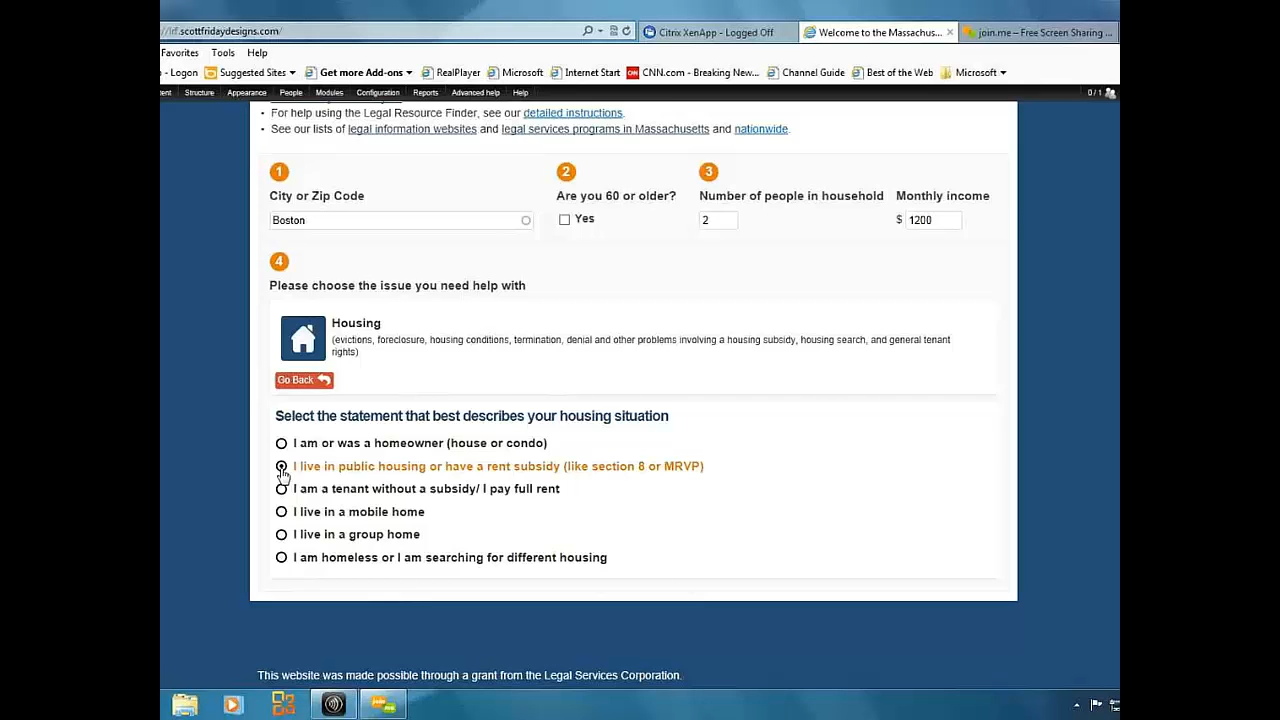 //lrf.scottfridaydesigns.com/
Citrix XenApp - Logged Off
Welcome to the Massachus...
join.me – Free Screen Sharing ...
Favorites Tools Help
- Logon Suggested Sites Get more Add-ons RealPlayer Microsoft Internet Start CNN.com - Breaking New... Channel Guide Best of the Web Microsoft
ent Structure Appearance People Modules Configuration Reports Advanced help Help 0 / 1
• For help using the Legal Resource Finder, see our detailed instructions.
• See our lists of legal information websites and legal services programs in Massachusetts and nationwide.
1 2 3
City or Zip Code Are you 60 or older? Number of people in household Monthly income
Boston Yes 2 $ 1200
4
Please choose the issue you need help with
Housing
(evictions, foreclosure, housing conditions, termination, denial and other problems involving a housing subsidy, housing search, and general tenant
rights)
Go Back
Select the statement that best describes your housing situation
I am or was a homeowner (house or condo)
I live in public housing or have a rent subsidy (like section 8 or MRVP)
I am a tenant without a subsidy/ I pay full rent
I live in a mobile home
I live in a group home
I am homeless or I am searching for different housing
This website was made possible through a grant from the Legal Services Corporation.